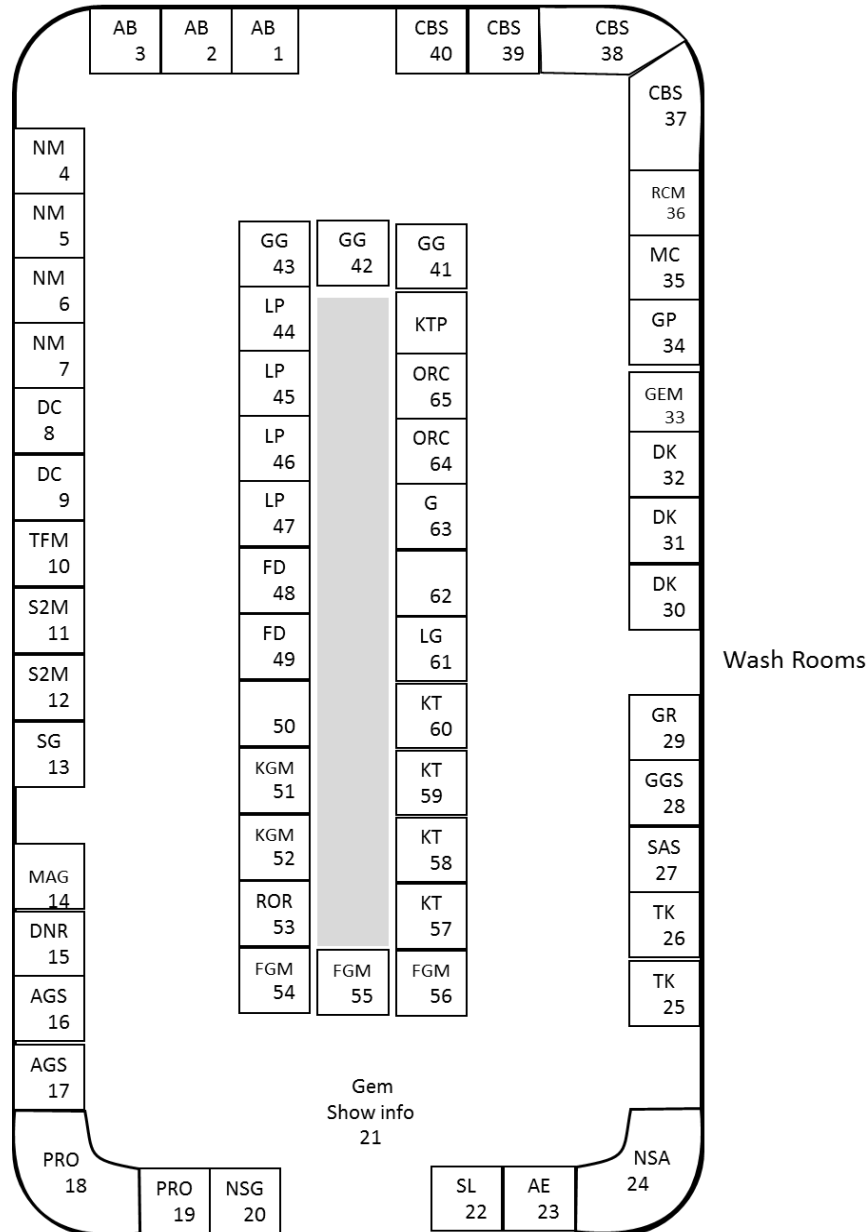 AB
3
AB
2
AB
1
CBS
40
CBS
39
CBS
38
CBS
37
NM
4
NM
5
NM
6
NM
7
DC
8
DC
9
TFM
10
S2M
11
S2M
12
SG
13
MAG
14
DNR
15
AGS
16
AGS
17
PRO
18
PRO
19
NSG
20
GG
43
GG
42
GG
41
LP
44
LP
45
LP
46
LP
47
FD
48
FD
49
50
KGM
51
KGM
52
ROR
53
FGM
54
FGM
55
FGM
56
KTP
ORC
65
ORC
64
G
63
62
LG
61
KT
60
KT
59
KT
58
KT
57
RCM
36
MC
35
GP
34
GEM
33
DK
32
DK
31
DK
30
Wash Rooms
GR
29
GGS
28
SAS
27
TK
26
TK
25
Gem
Show info
21
SL
22
AE
23
NSA
24